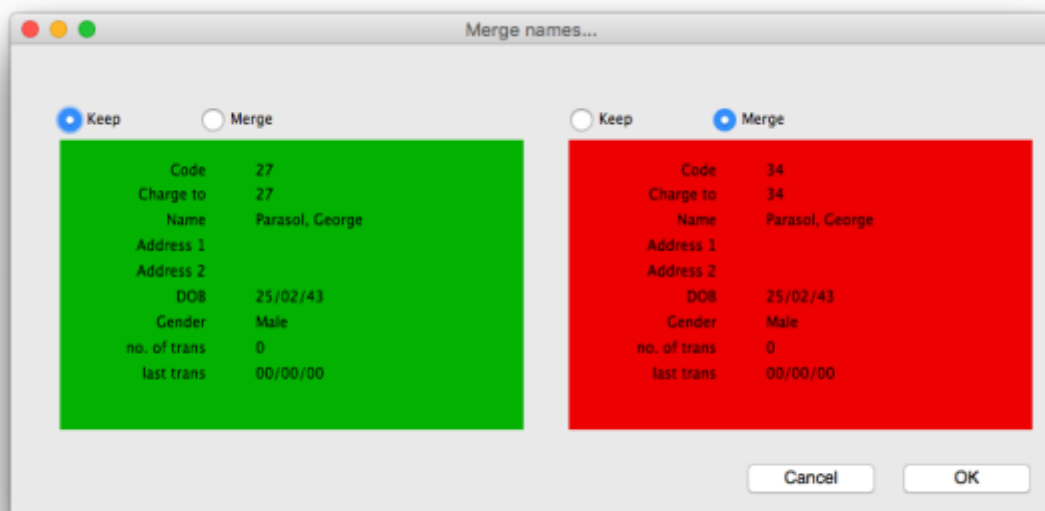 Merge names...
Keep Merge
Code 27
Charge to 27
Name Parasol, George
Address 1
Address 2
DOB 25/02/43
Gender Male
no. of trans 0
last trans 00/00/00
Keep Merge
Code 34
Charge to 34
Name Parasol, George
Address 1
Address 2
DOB 25/02/43
Gender Male
no. of trans 0
last trans 00/00/00
Cancel OK